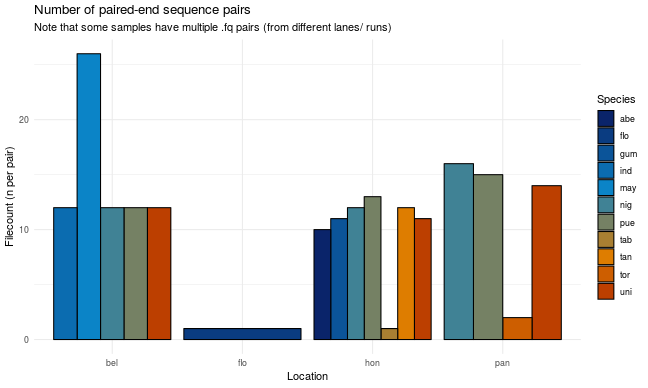 Number of paired-end sequence pairs
Note that some samples have multiple .fq pairs (from different lanes/ runs)
Filecount (n per pair)
20
10
0
bel
flo
hon
pan
Location
Species
abe
flo
gum
ind
may
nig
pue
tab
tan
tor
uni